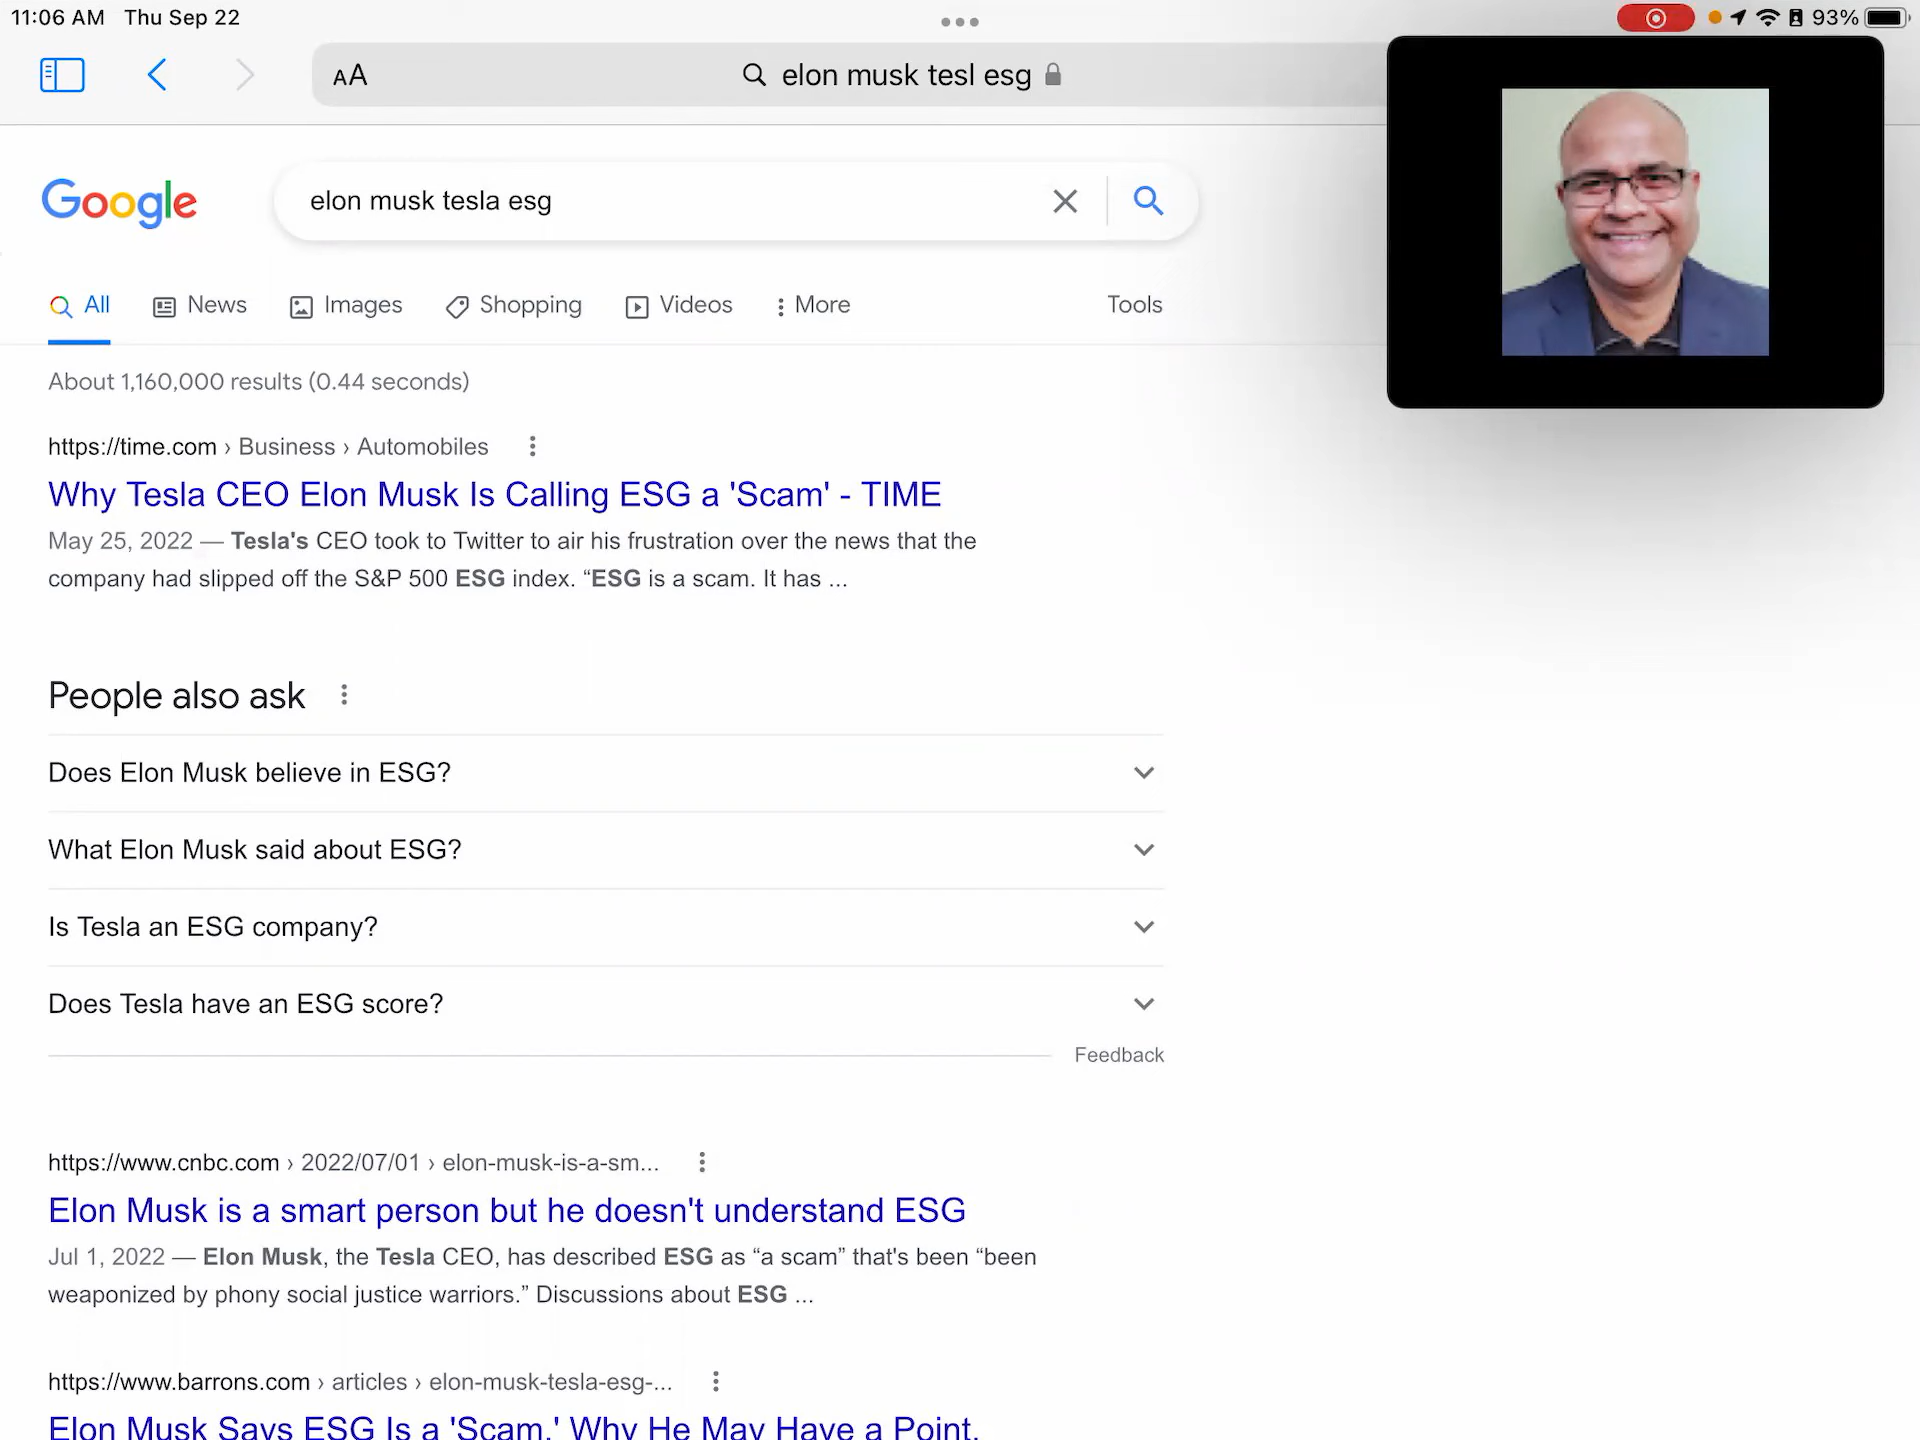 11:06 AM Thu Sep 22
93%
AA
elon musk tesl esg
Google
elon musk tesla esg
All
News
Images
Shopping
Videos
More
Tools
About 1,160,000 results (0.44 seconds)
https://time.com › Business › Automobiles
Why Tesla CEO Elon Musk Is Calling ESG a 'Scam' - TIME
May 25, 2022 — Tesla's CEO took to Twitter to air his frustration over the news that the
company had slipped off the S&P 500 ESG index. “ESG is a scam. It has ...
People also ask
Does Elon Musk believe in ESG?
What Elon Musk said about ESG?
Is Tesla an ESG company?
Does Tesla have an ESG score?
Feedback
https://www.cnbc.com › 2022/07/01 › elon-musk-is-a-sm...
Elon Musk is a smart person but he doesn't understand ESG
Jul 1, 2022 — Elon Musk, the Tesla CEO, has described ESG as “a scam” that's been “been
weaponized by phony social justice warriors.” Discussions about ESG ...
https://www.barrons.com › articles › elon-musk-tesla-esg-...
Elon Musk Says ESG Is a 'Scam.' Why He May Have a Point.